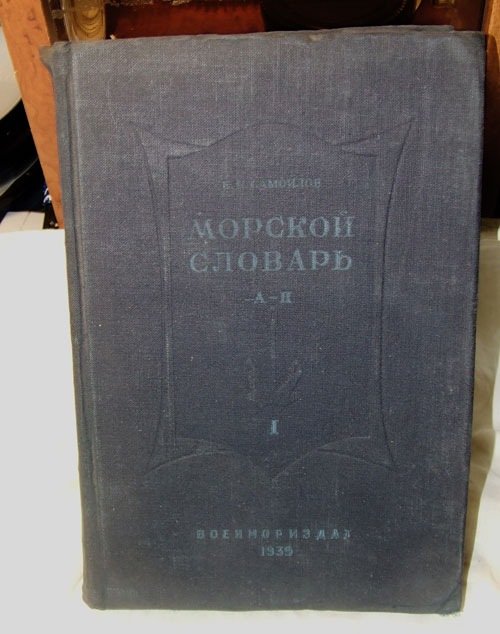 К. И. САМОЙЛОВ
МОРСКОЙ
СЛОВАРЬ
–А–Н
I
ВОЕНМОРИЗДАТ
1939